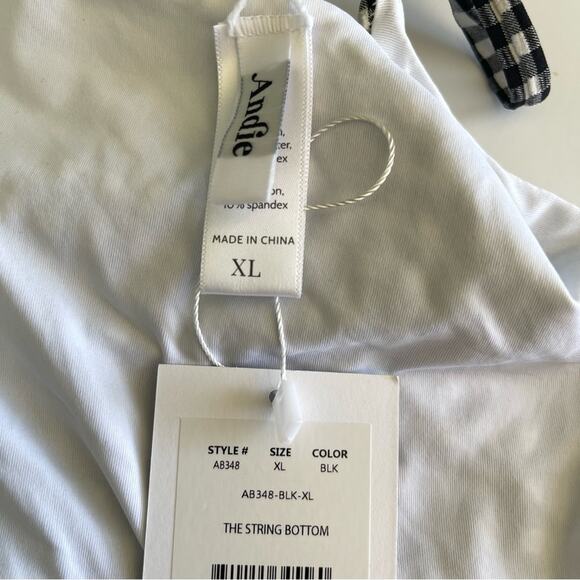 Andie
ex
10% spandex
MADE IN CHINA
XL
STYLE # SIZE COLOR
AB348 XL BLK
AB348-BLK-XL
THE STRING BOTTOM